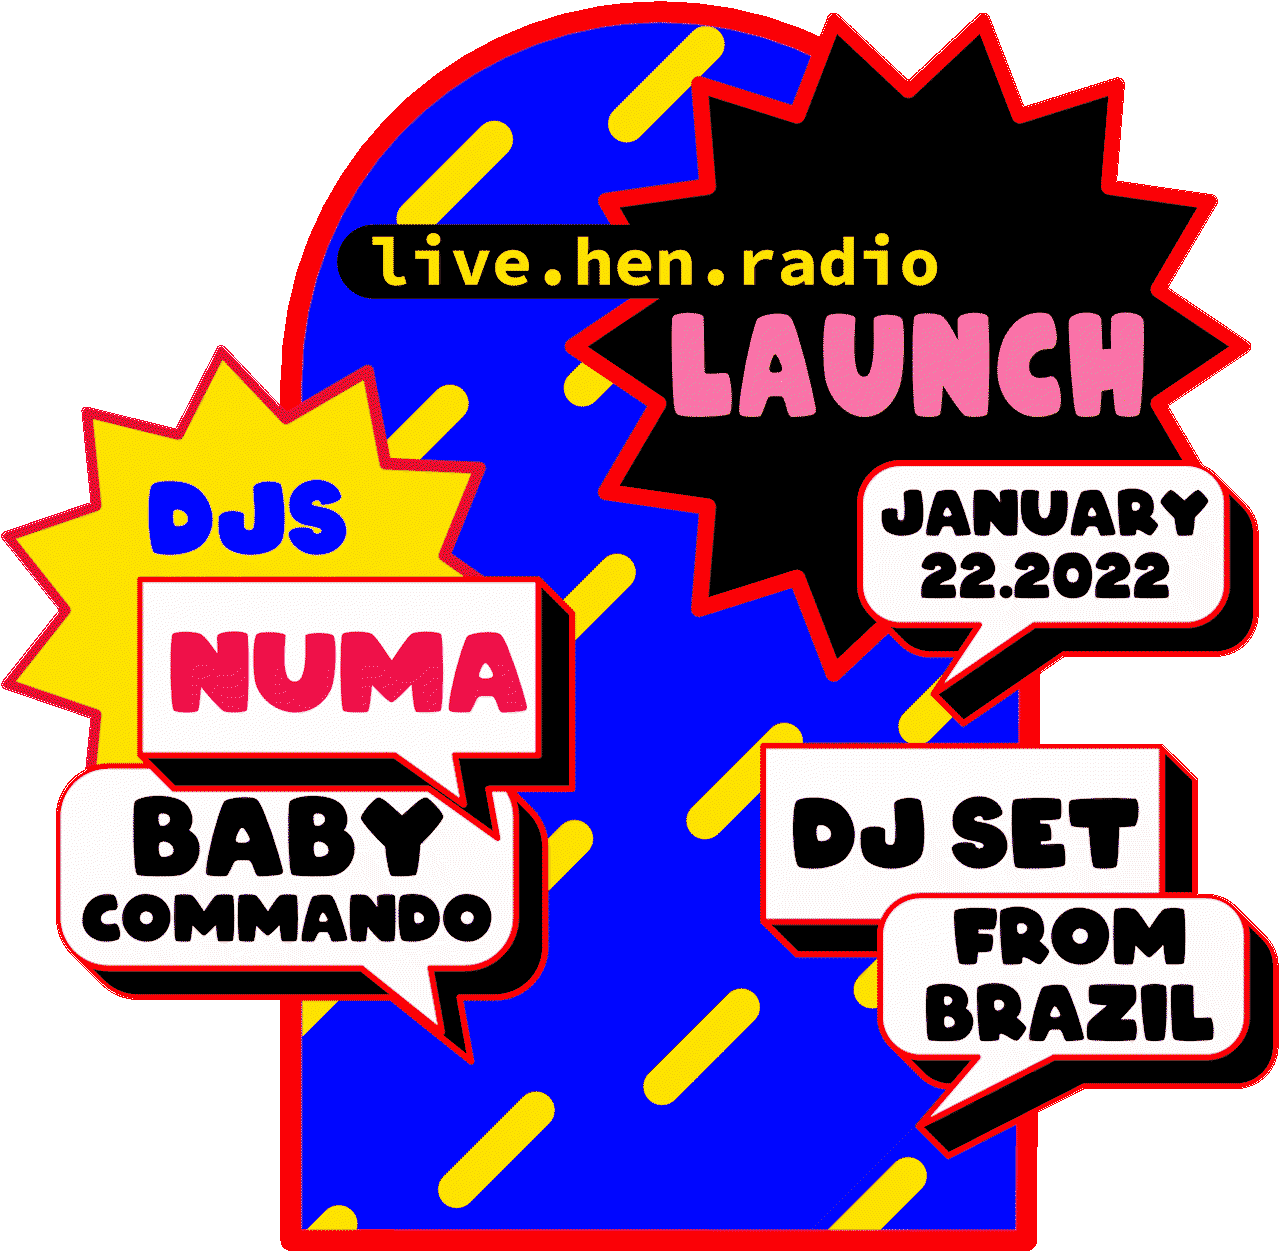 live.hen.radio
LAUNCH
JANUARY
22.2022
DJS
NUMA
BABY
COMMANDO
DJ SET
FROM
BRAZIL